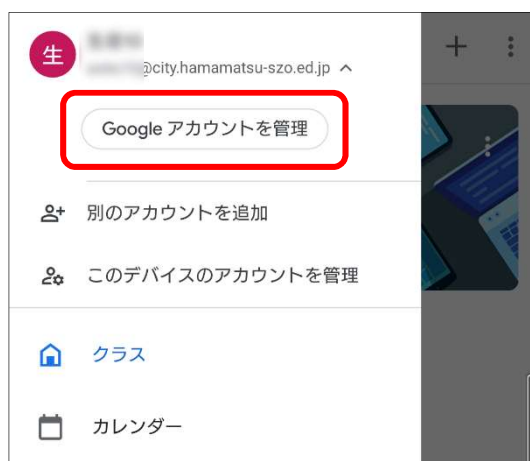 生
@city.hamamatsu-szo.ed.jp
Google アカウントを管理
別のアカウントを追加
このデバイスのアカウントを管理
クラス
カレンダー